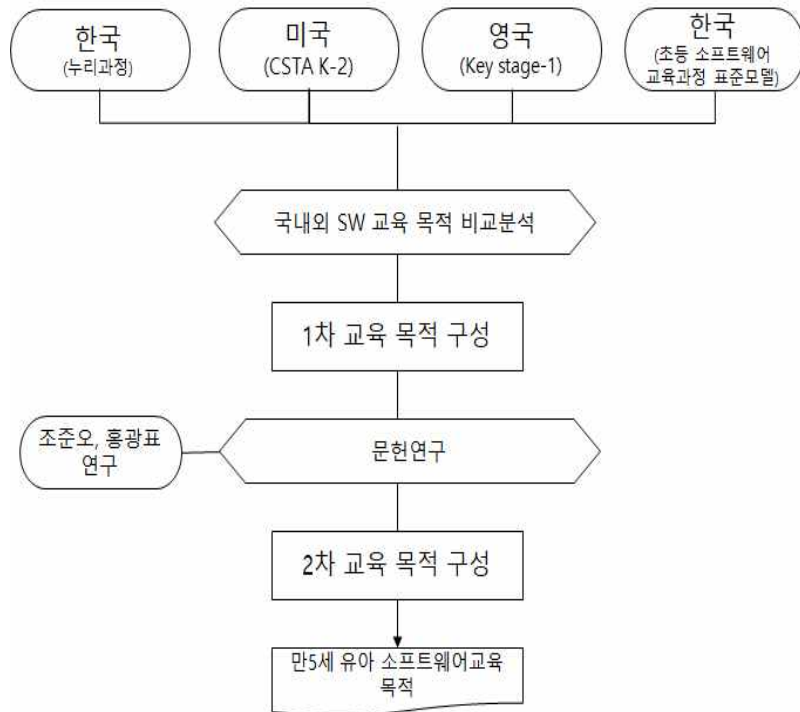 한국
(누리과정)
미국
(CSTA K-2)
영국
(Key stage-1)
한국
(초등 소프트웨어
교육과정 표준모델)
국내외 SW 교육 목적 비교분석
1차 교육 목적 구성
조준오, 홍광표
연구
문헌연구
2차 교육 목적 구성
만5세 유아 소프트웨어교육
목적